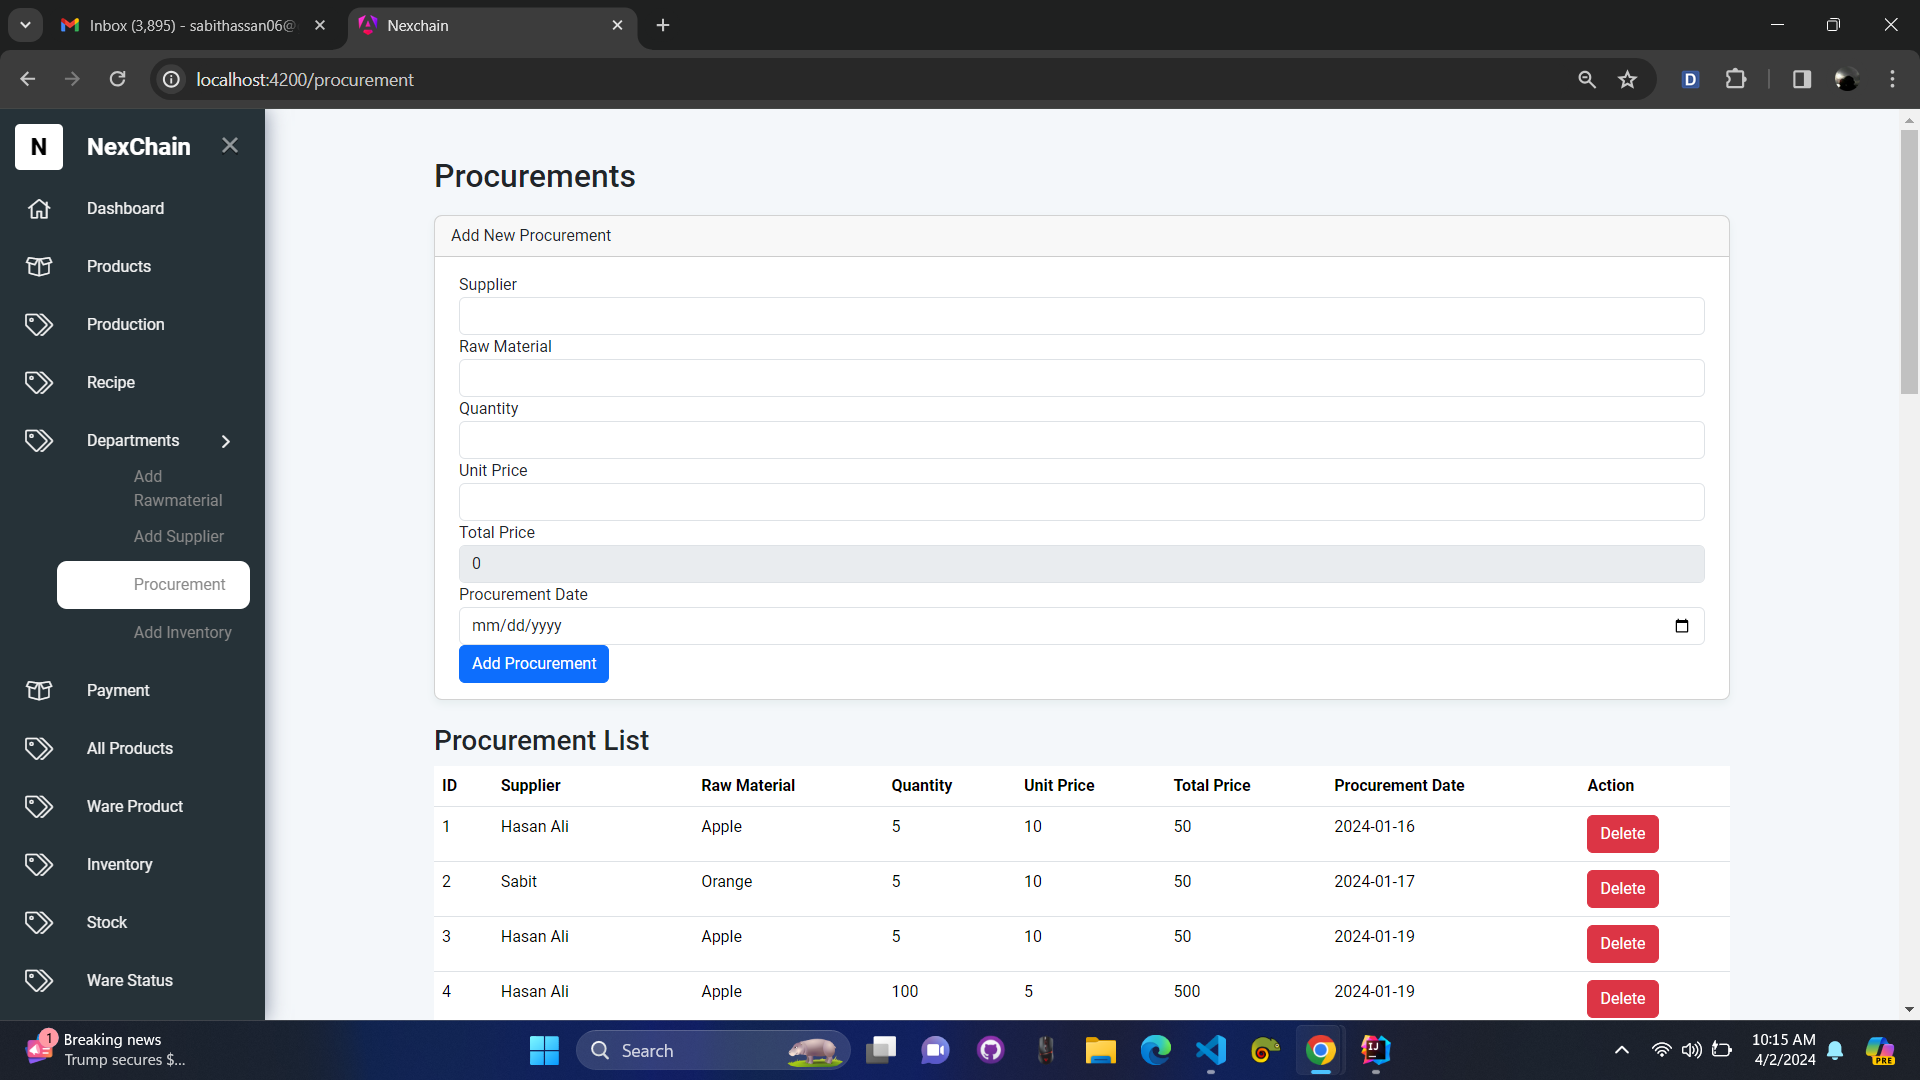 Inbox (3,895) - sabithassan06@
Nexchain
localhost:4200/procurement
D
N
NexChain
Dashboard
Products
Production
Recipe
Departments
Add
Rawmaterial
Add Supplier
Procurement
Add Inventory
Payment
All Products
Ware Product
Inventory
Stock
Ware Status
Procurements
Add New Procurement
Supplier
Raw Material
Quantity
Unit Price
Total Price
0
Procurement Date
mm/dd/yyyy
Add Procurement
Procurement List
ID Supplier Raw Material Quantity Unit Price Total Price Procurement Date Action
1 Hasan Ali Apple 5 10 50 2024-01-16 Delete
2 Sabit Orange 5 10 50 2024-01-17 Delete
3 Hasan Ali Apple 5 10 50 2024-01-19 Delete
4 Hasan Ali Apple 100 5 500 2024-01-19 Delete
1
Breaking news
Trump secures $...
Search
IJ
10:15 AM
4/2/2024
PRE